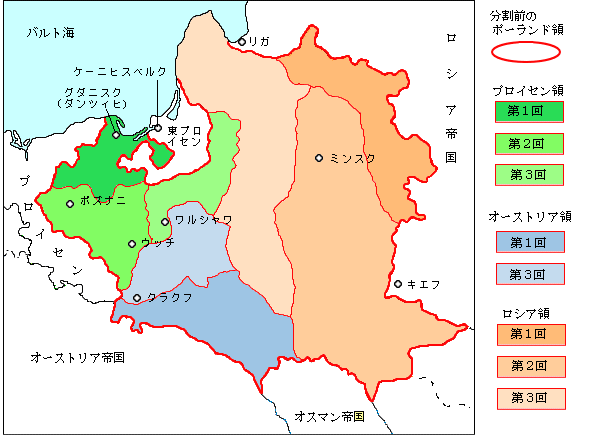 バルト海
リガ
ケーニヒスベルク
グダニスク
(ダンツィヒ)
東プロ
イセン
ロシア帝国
ミンスク
プロイセン
ポズナニ
ワルシャワ
ウッチ
クラクフ
キエフ
オーストリア帝国
オスマン帝国
分割前の
ポーランド領
プロイセン領
第1回
第2回
第3回
オーストリア領
第1回
第3回
ロシア領
第1回
第2回
第3回